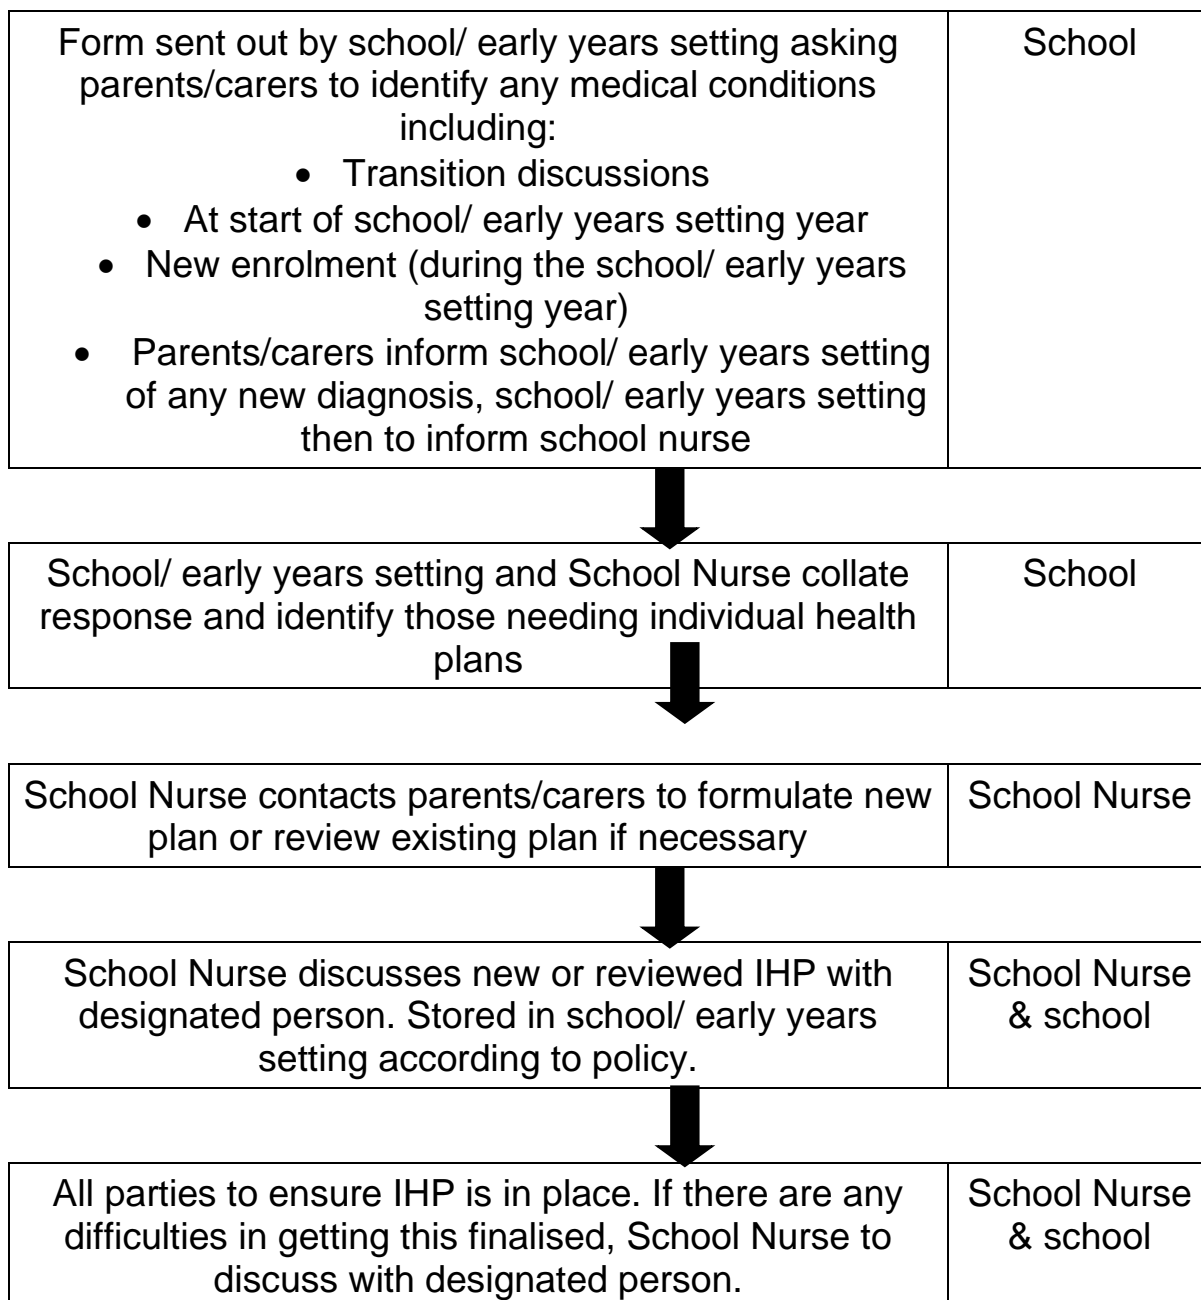 Form sent out by school/ early years setting asking
parents/carers to identify any medical conditions
including:
• Transition discussions
• At start of school/ early years setting year
• New enrolment (during the school/ early years
setting year)
• Parents/carers inform school/ early years setting
of any new diagnosis, school/ early years setting
then to inform school nurse
School
School/ early years setting and School Nurse collate
response and identify those needing individual health
plans
School
School Nurse contacts parents/carers to formulate new
plan or review existing plan if necessary
School Nurse
School Nurse discusses new or reviewed IHP with
designated person. Stored in school/ early years
setting according to policy.
School Nurse
& school
All parties to ensure IHP is in place. If there are any
difficulties in getting this finalised, School Nurse to
discuss with designated person.
School Nurse
& school